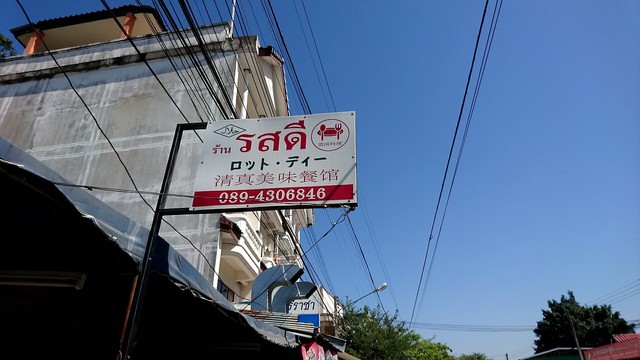 ร้าน รสดี
ロット・ディー
清真美味餐馆
089-4306846